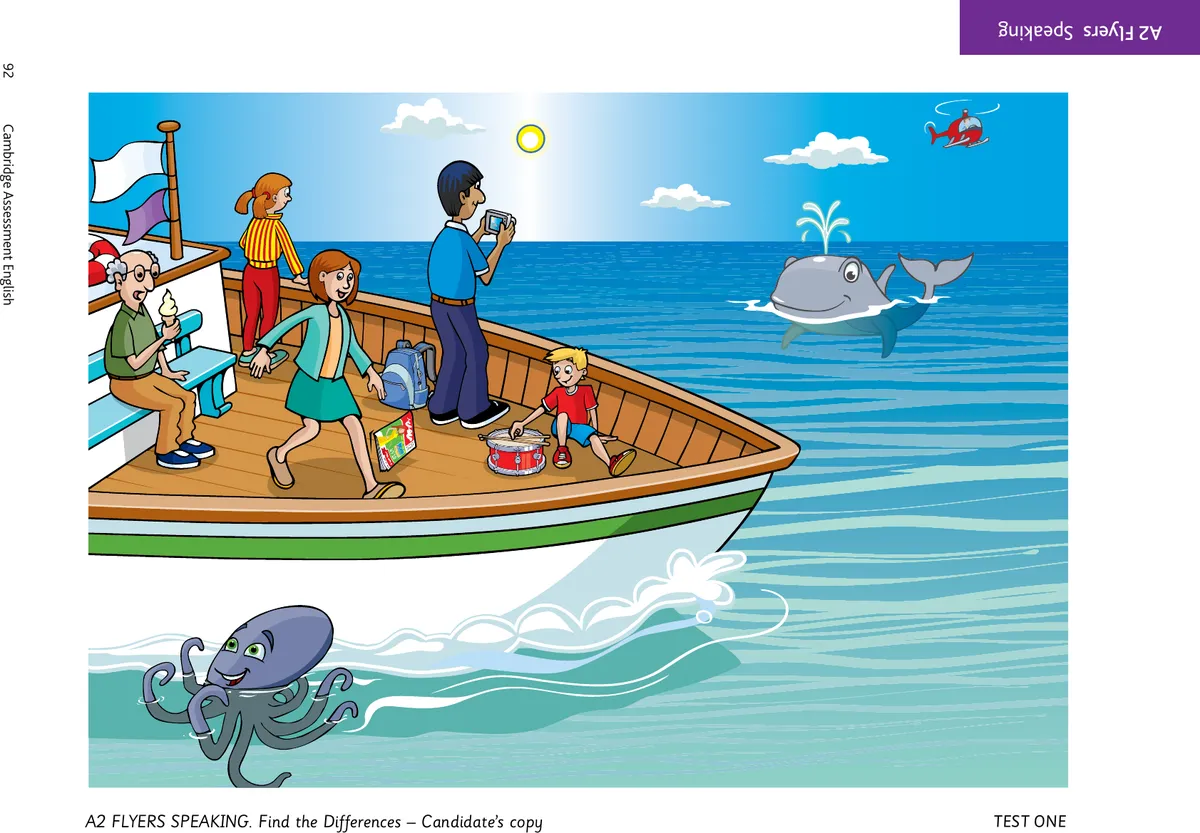 A2 Flyers Speaking
92
Cambridge Assessment English
A2 FLYERS SPEAKING. Find the Differences – Candidate's copy
TEST ONE